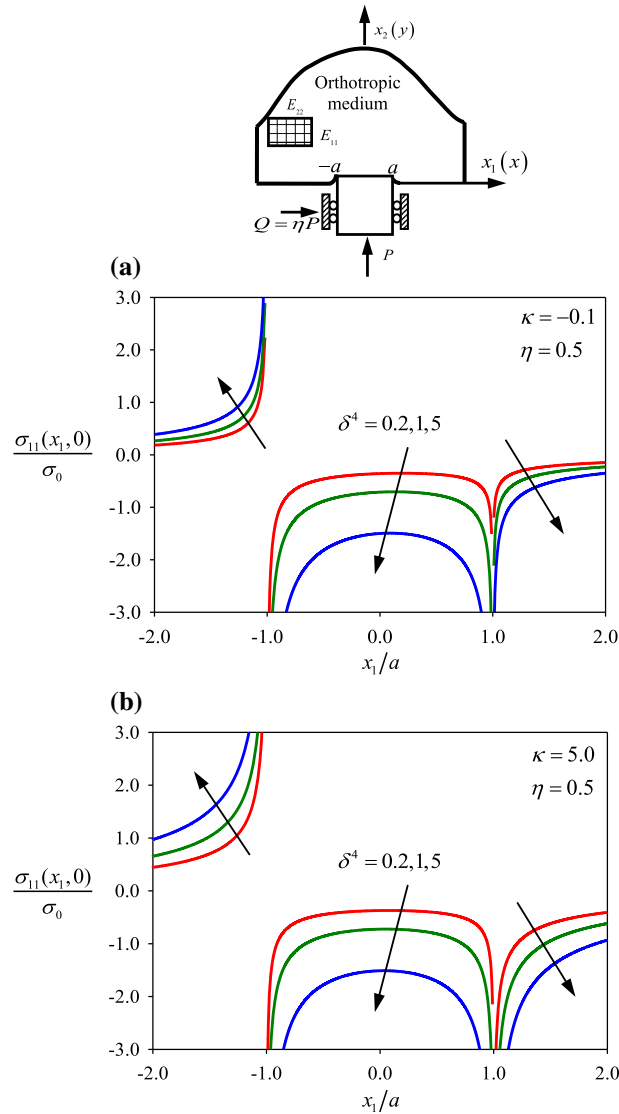 x₂(y)
Orthotropic
medium
E₂₂
E₁₁
−a
a
x₁(x)
Q = ηP
P
(a)
3.0
2.0
1.0
0.0
-1.0
-2.0
-3.0
κ = −0.1
η = 0.5
δ⁴ = 0.2,1,5
σ₁₁(x₁,0)
σ₀
-2.0 -1.0 0.0 1.0 2.0
x₁/a
(b)
3.0
2.0
1.0
0.0
-1.0
-2.0
-3.0
κ = 5.0
η = 0.5
δ⁴ = 0.2,1,5
σ₁₁(x₁,0)
σ₀
-2.0 -1.0 0.0 1.0 2.0
x₁/a